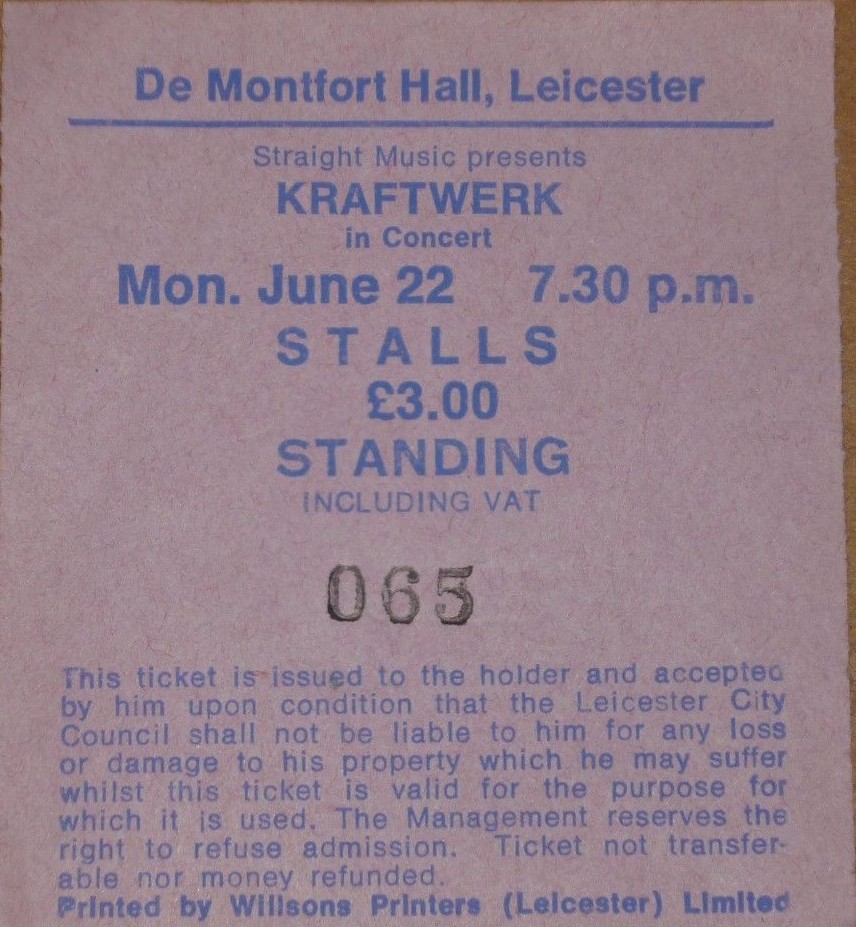 De Montfort Hall, Leicester
Straight Music presents
KRAFTWERK
in Concert
Mon. June 22 7.30 p.m.
STALLS
£3.00
STANDING
INCLUDING VAT
065
This ticket is issued to the holder and accepted
by him upon condition that the Leicester City
Council shall not be liable to him for any loss
or damage to his property which he may suffer
whilst this ticket is valid for the purpose for
which it is used. The Management reserves the
right to refuse admission. Ticket not transfer-
able nor money refunded.
Printed by Willsons Printers (Leicester) Limited